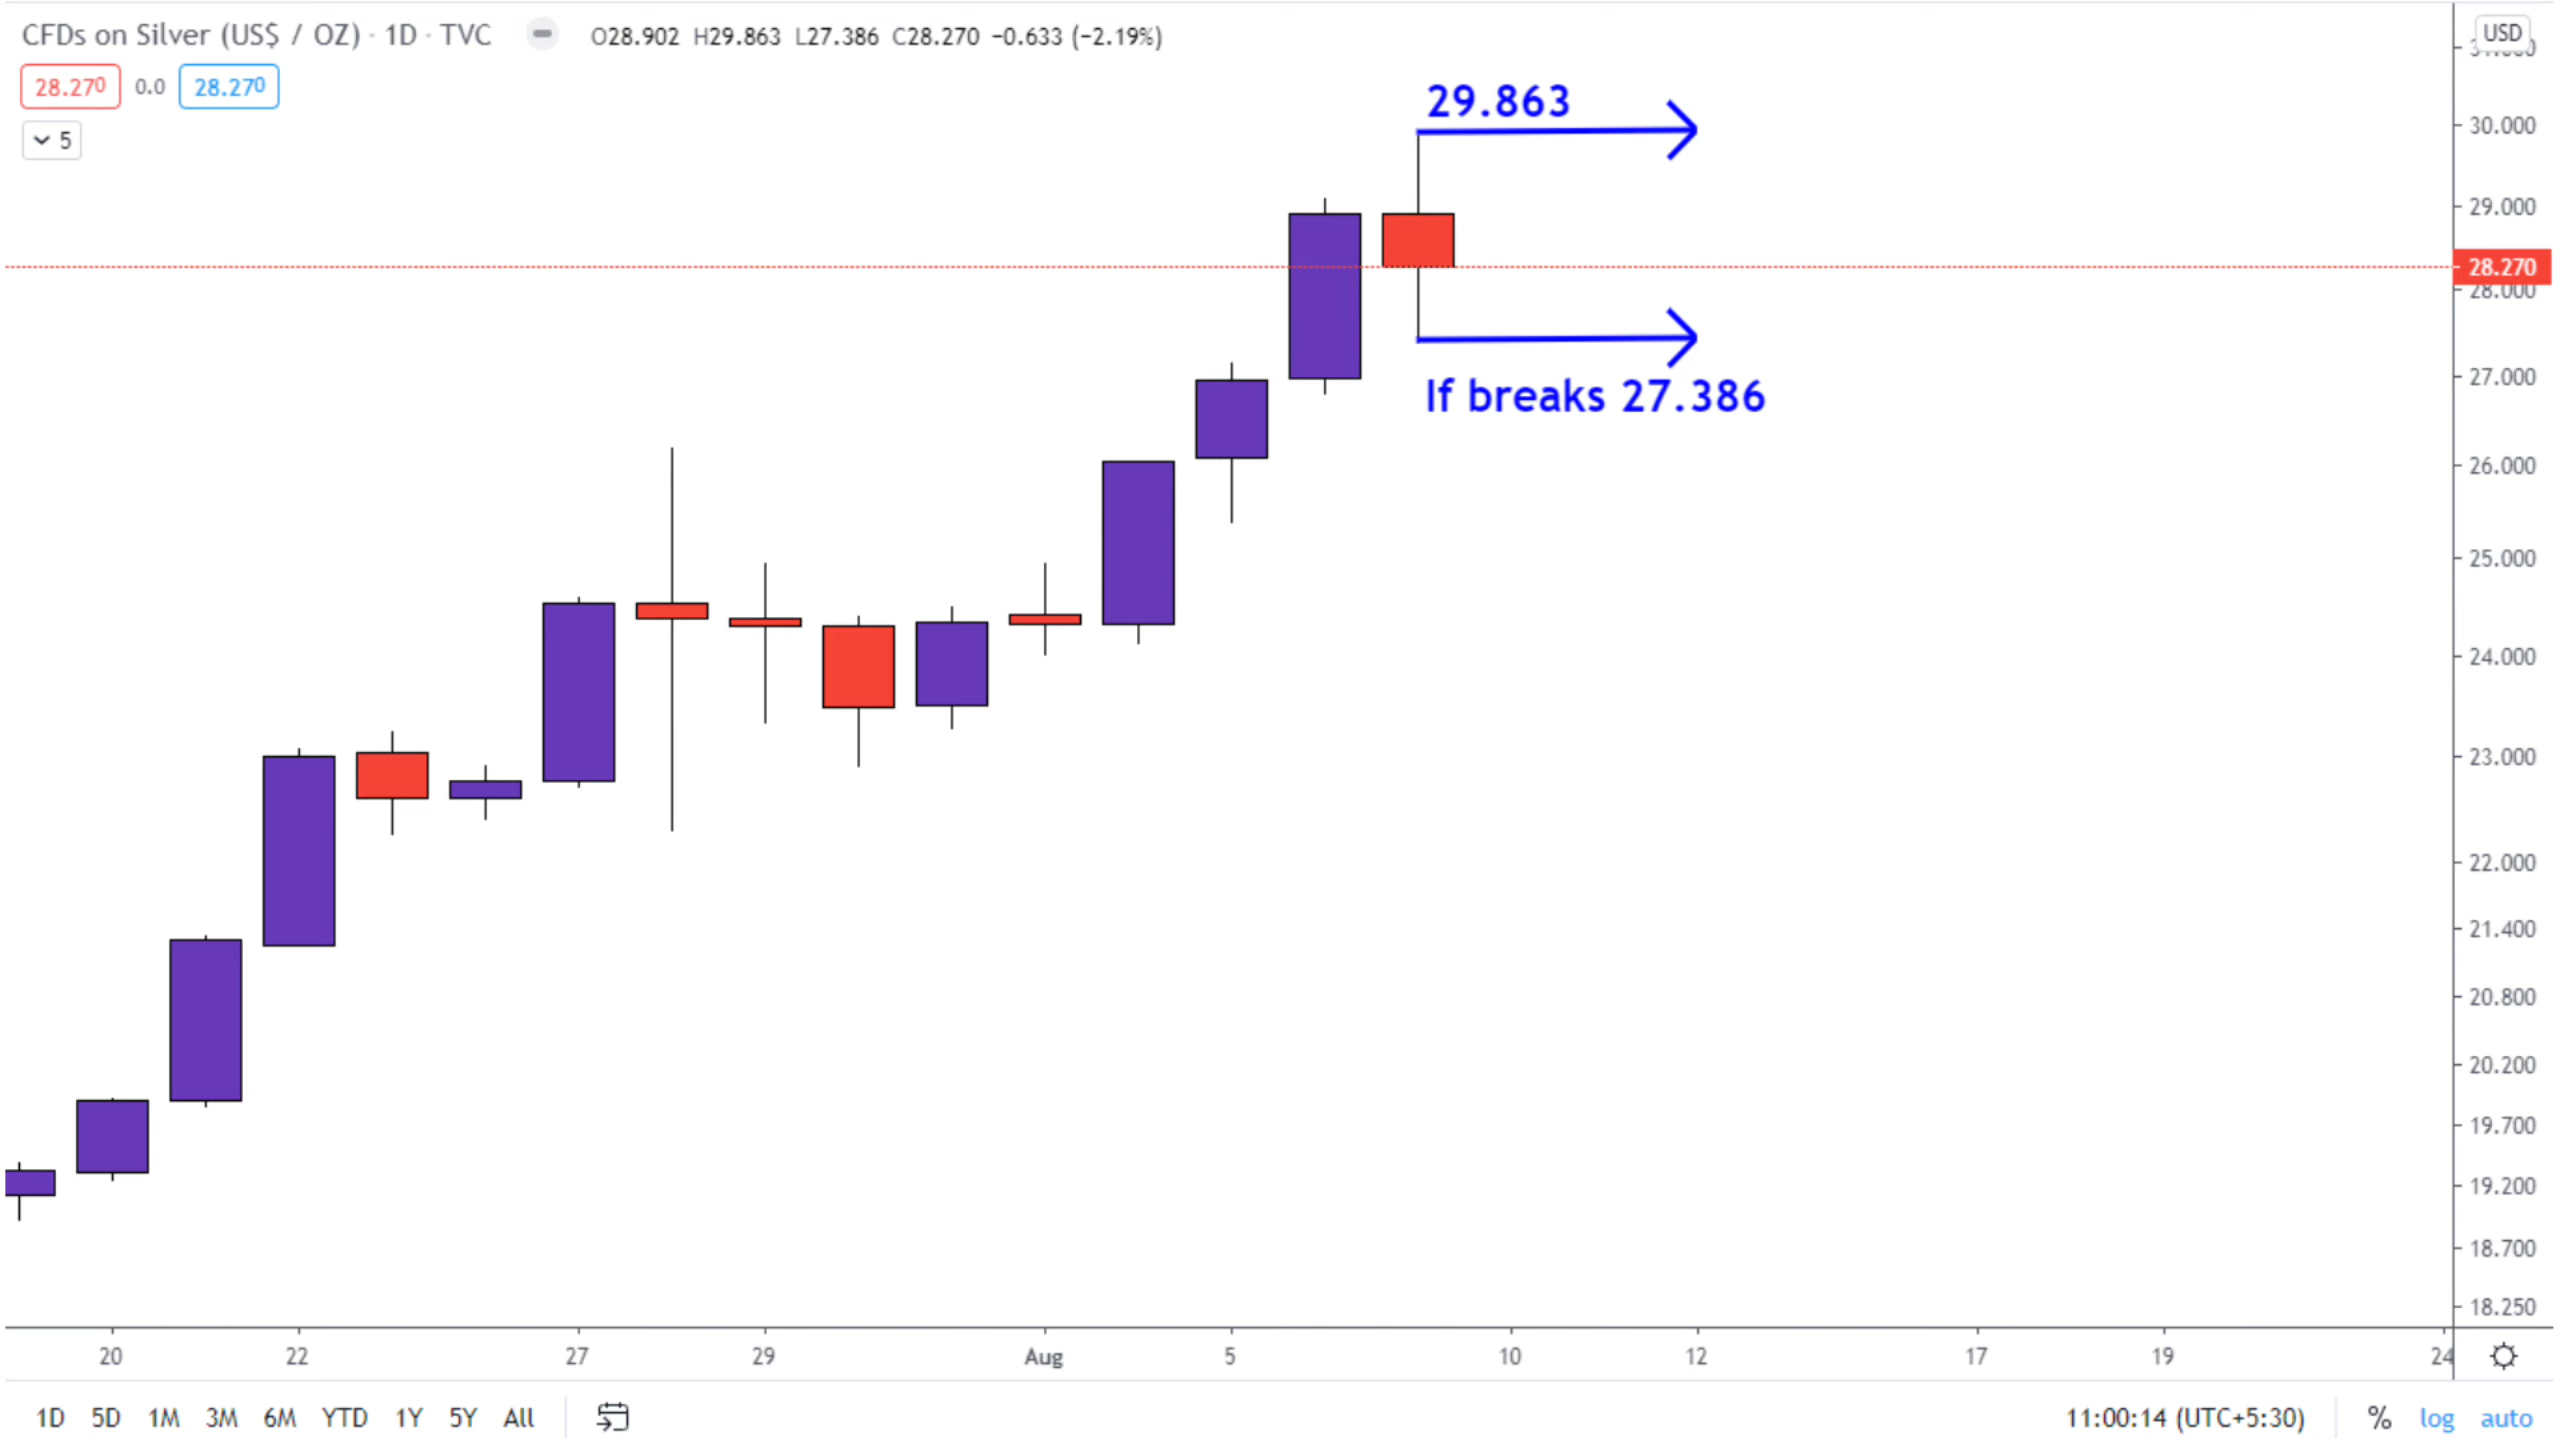 CFDs on Silver (US$ / OZ) · 1D · TVC
O28.902 H29.863 L27.386 C28.270 −0.633 (−2.19%)
USD
28.270 0.0 28.270
5
29.863
30.000
29.000
28.270
28.000
27.000
If breaks 27.386
26.000
25.000
24.000
23.000
22.000
21.400
20.800
20.200
19.700
19.200
18.700
18.250
20 22 27 29 Aug 5 10 12 17 19 24
1D 5D 1M 3M 6M YTD 1Y 5Y All
11:00:14 (UTC+5:30) % log auto